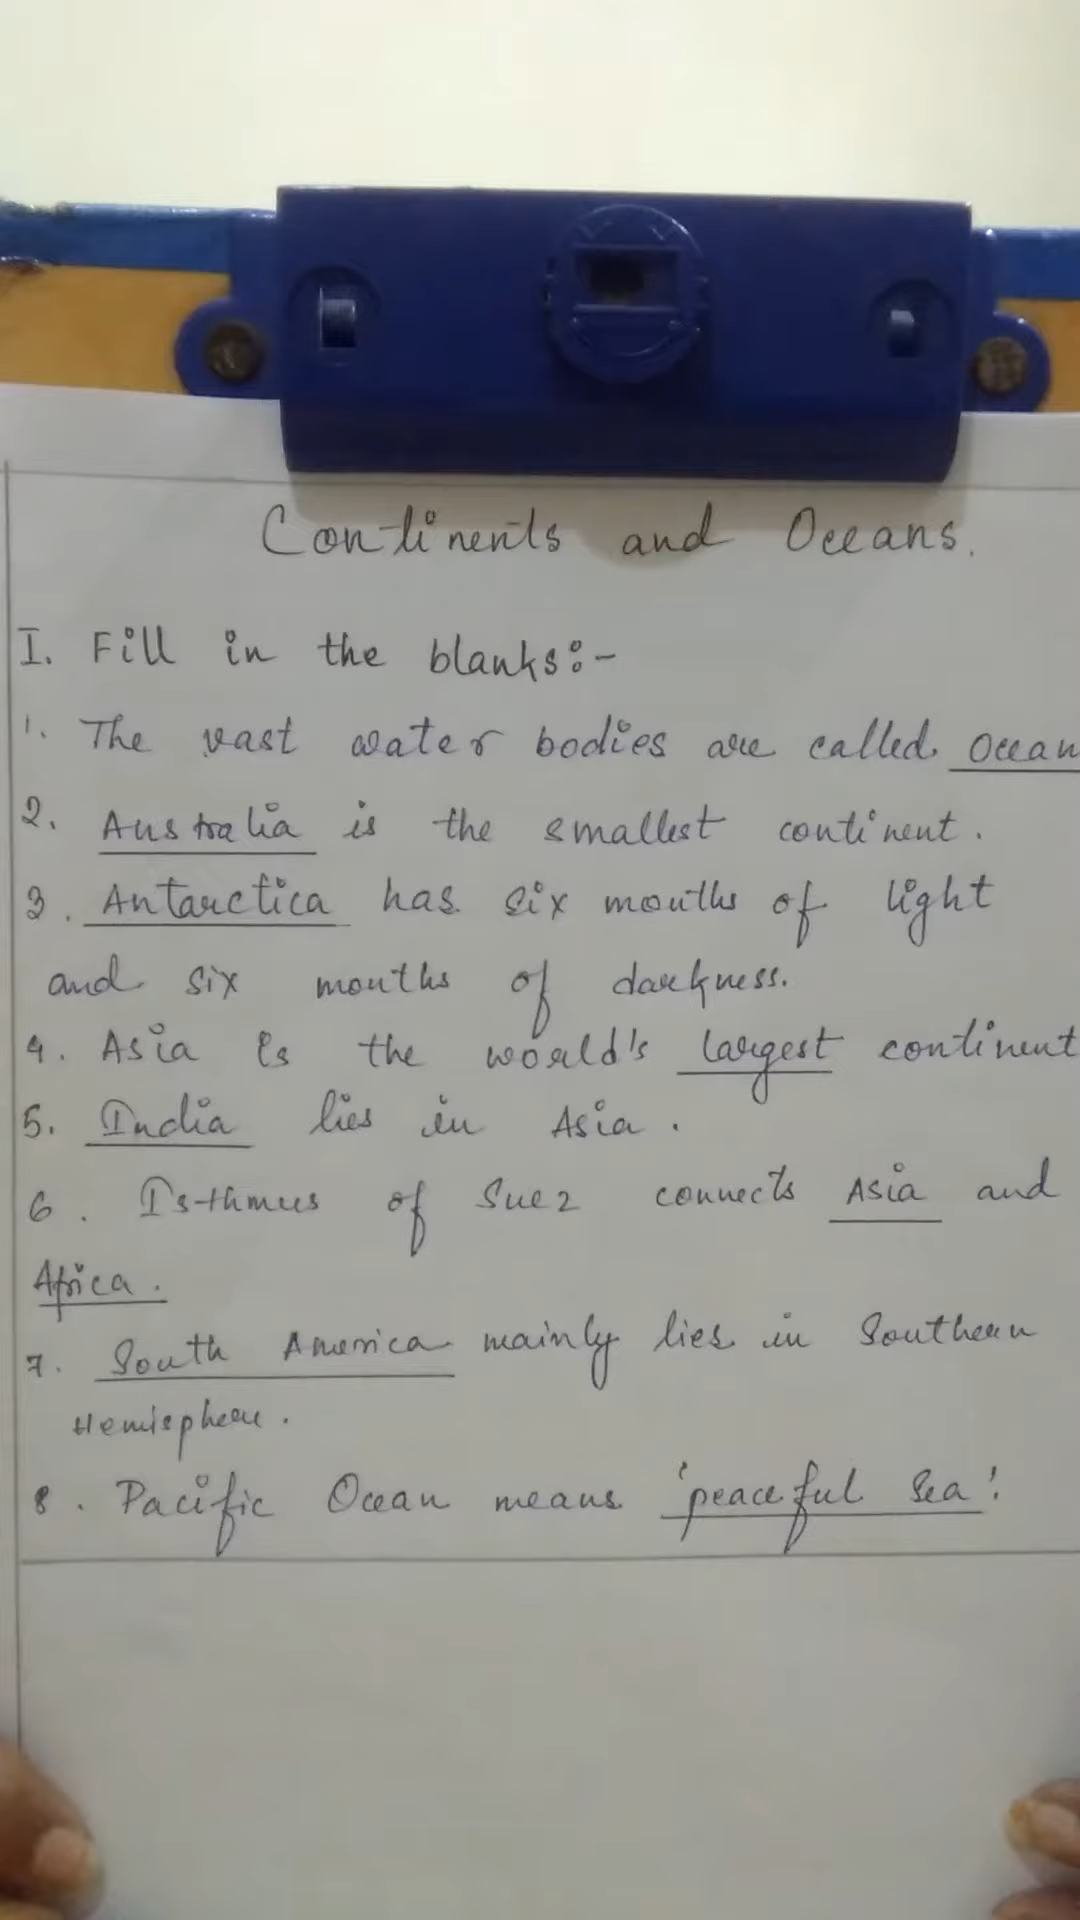 Continents and Oceans.
I. Fill in the blanks:-
1. The vast water bodies are called Ocean
2. Australia is the smallest continent.
3. Antarctica has six months of light
and six months of darkness.
4. Asia is the world's largest continent
5. India lies in Asia.
6. Isthmus of Suez connects Asia and
Africa.
7. South America mainly lies in Southern
Hemisphere.
8. Pacific Ocean means 'peaceful Sea'.